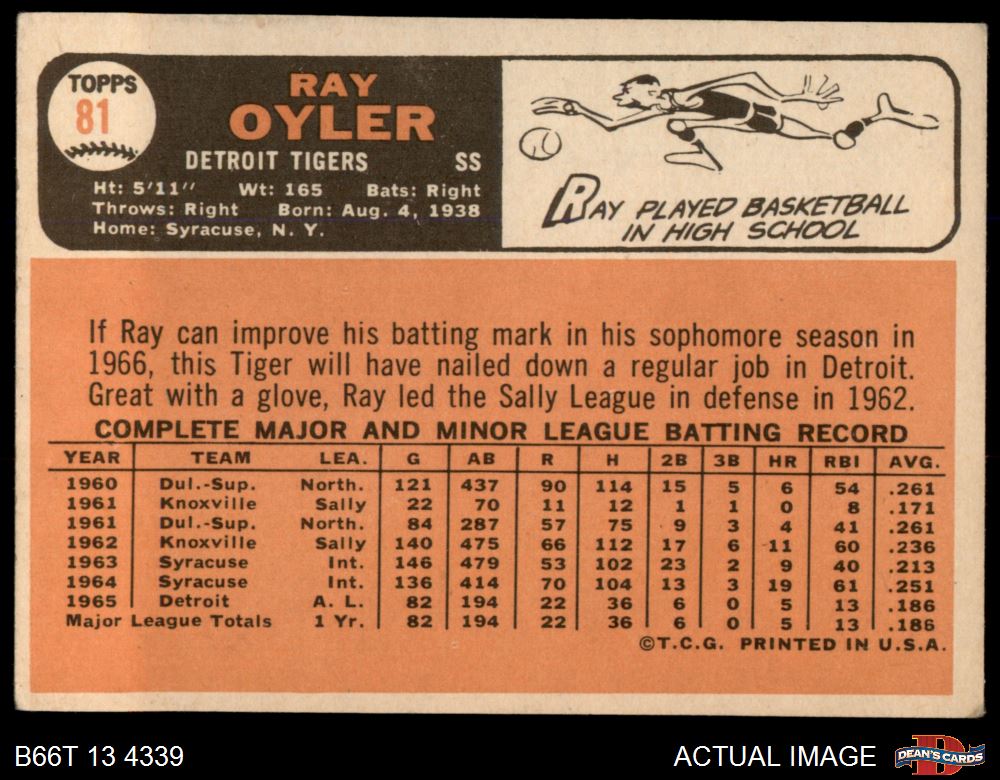 TOPPS
81
RAY
OYLER
DETROIT TIGERS SS
Ht: 5'11" Wt: 165 Bats: Right
Throws: Right Born: Aug. 4, 1938
Home: Syracuse, N. Y.
RAY PLAYED BASKETBALL
IN HIGH SCHOOL
If Ray can improve his batting mark in his sophomore season in
1966, this Tiger will have nailed down a regular job in Detroit.
Great with a glove, Ray led the Sally League in defense in 1962.
COMPLETE MAJOR AND MINOR LEAGUE BATTING RECORD
YEAR TEAM LEA. G AB R H 2B 3B HR RBI AVG.
1960 Dul.-Sup. North. 121 437 90 114 15 5 6 54 .261
1961 Knoxville Sally 22 70 11 12 1 1 0 8 .171
1961 Dul.-Sup. North. 84 287 57 75 9 3 4 41 .261
1962 Knoxville Sally 140 475 66 112 17 6 11 60 .236
1963 Syracuse Int. 146 479 53 102 23 2 9 40 .213
1964 Syracuse Int. 136 414 70 104 13 3 19 61 .251
1965 Detroit A. L. 82 194 22 36 6 0 5 13 .186
Major League Totals 1 Yr. 82 194 22 36 6 0 5 13 .186
©T.C.G. PRINTED IN U.S.A.
B66T 13 4339
ACTUAL IMAGE
DEAN'S CARDS